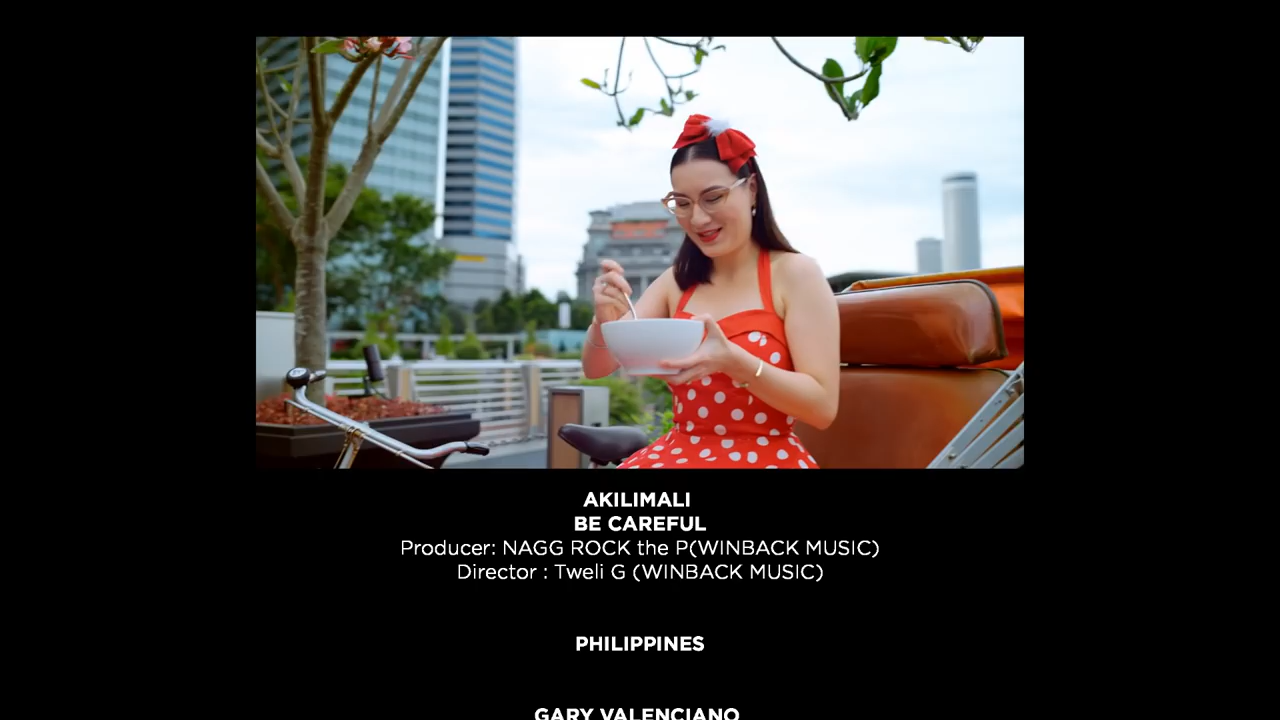 AKILIMALI
BE CAREFUL
Producer: NAGG ROCK the P(WINBACK MUSIC)
Director : Tweli G (WINBACK MUSIC)
PHILIPPINES
GARY VALENCIANO